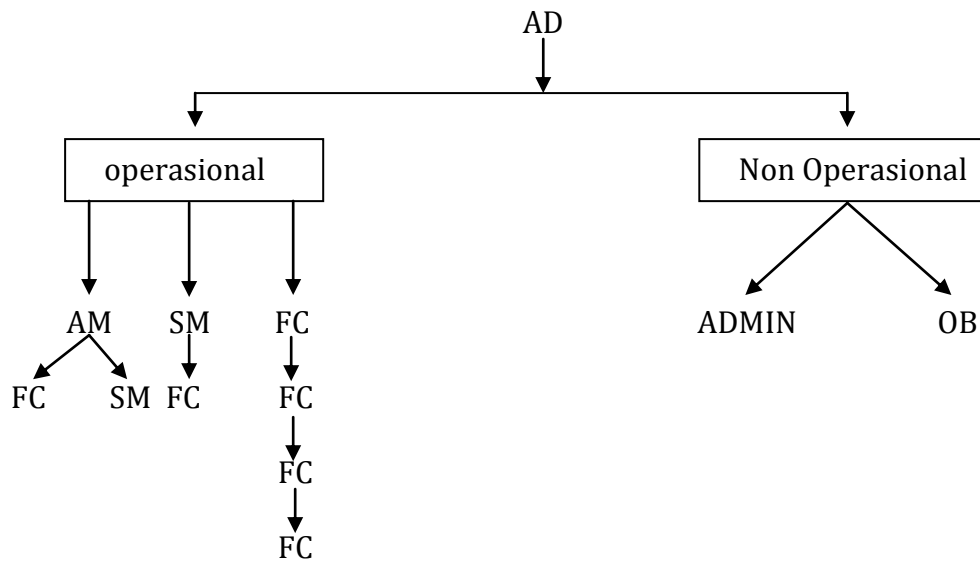 AD
operasional Non Operasional
AM SM FC ADMIN OB
FC SM FC FC
FC
FC